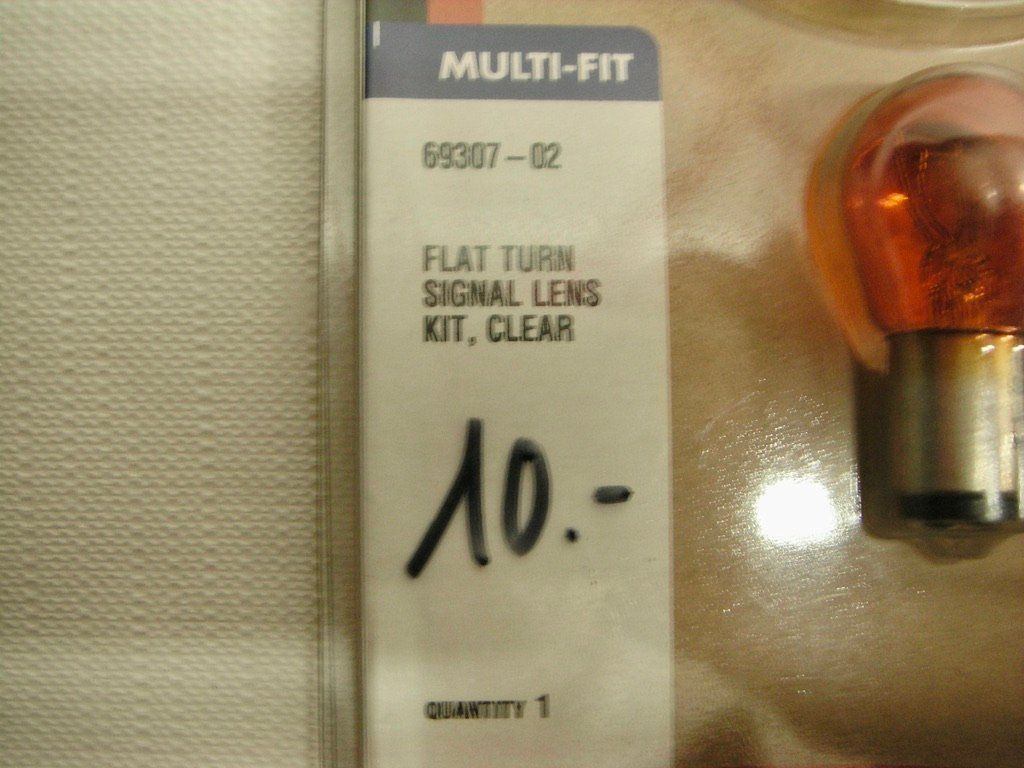 MULTI-FIT
69307-02
FLAT TURN
SIGNAL LENS
KIT, CLEAR
10.-
QUANTITY 1